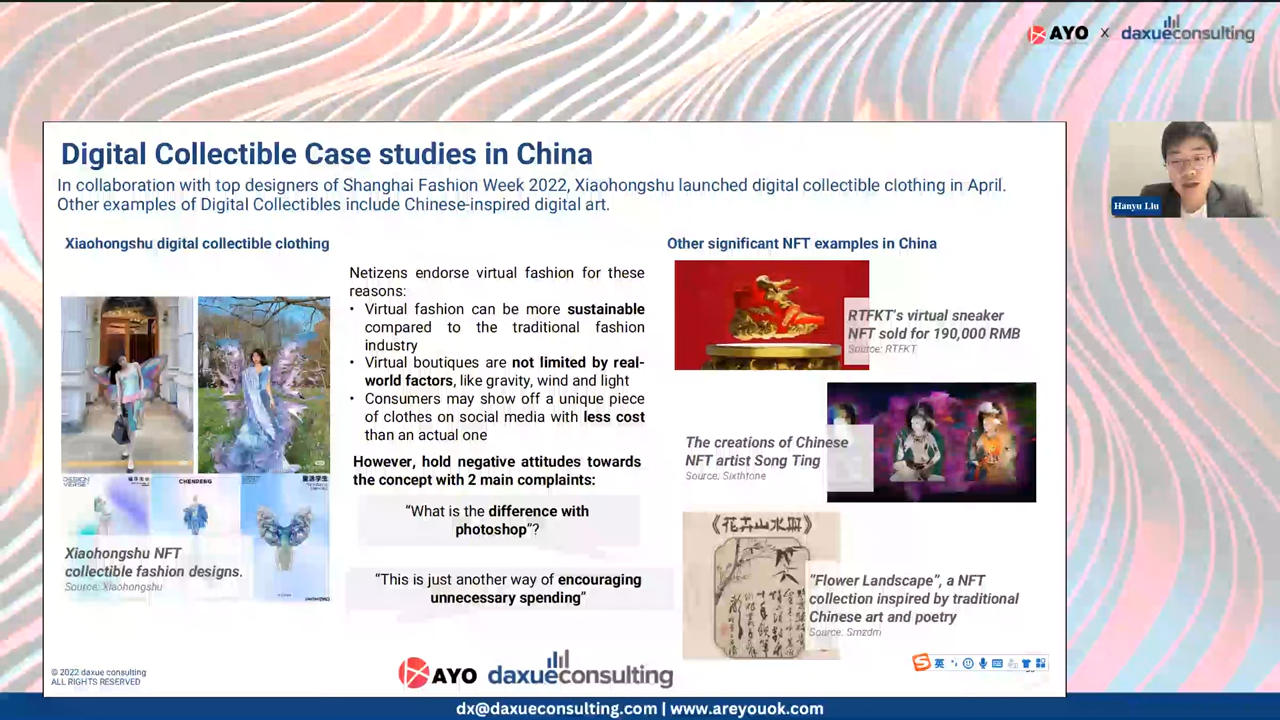 AYO x daxueconsulting
Digital Collectible Case studies in China
In collaboration with top designers of Shanghai Fashion Week 2022, Xiaohongshu launched digital collectible clothing in April.
Other examples of Digital Collectibles include Chinese-inspired digital art.
Hanyu Liu
Xiaohongshu digital collectible clothing
Netizens endorse virtual fashion for these
reasons:
• Virtual fashion can be more sustainable
compared to the traditional fashion
industry
• Virtual boutiques are not limited by real-
world factors, like gravity, wind and light
• Consumers may show off a unique piece
of clothes on social media with less cost
than an actual one
However, hold negative attitudes towards
the concept with 2 main complaints:
“What is the difference with
photoshop”?
“This is just another way of encouraging
unnecessary spending”
CHENPENG
Xiaohongshu NFT
collectible fashion designs.
Source: Xiaohongshu
Other significant NFT examples in China
RTFKT's virtual sneaker
NFT sold for 190,000 RMB
Source: RTFKT
The creations of Chinese
NFT artist Song Ting
Source: Sixthtone
“Flower Landscape”, a NFT
collection inspired by traditional
Chinese art and poetry
Source: Smzdm
英
© 2022 daxue consulting
ALL RIGHTS RESERVED
AYO daxueconsulting
dx@daxueconsulting.com | www.areyouok.com